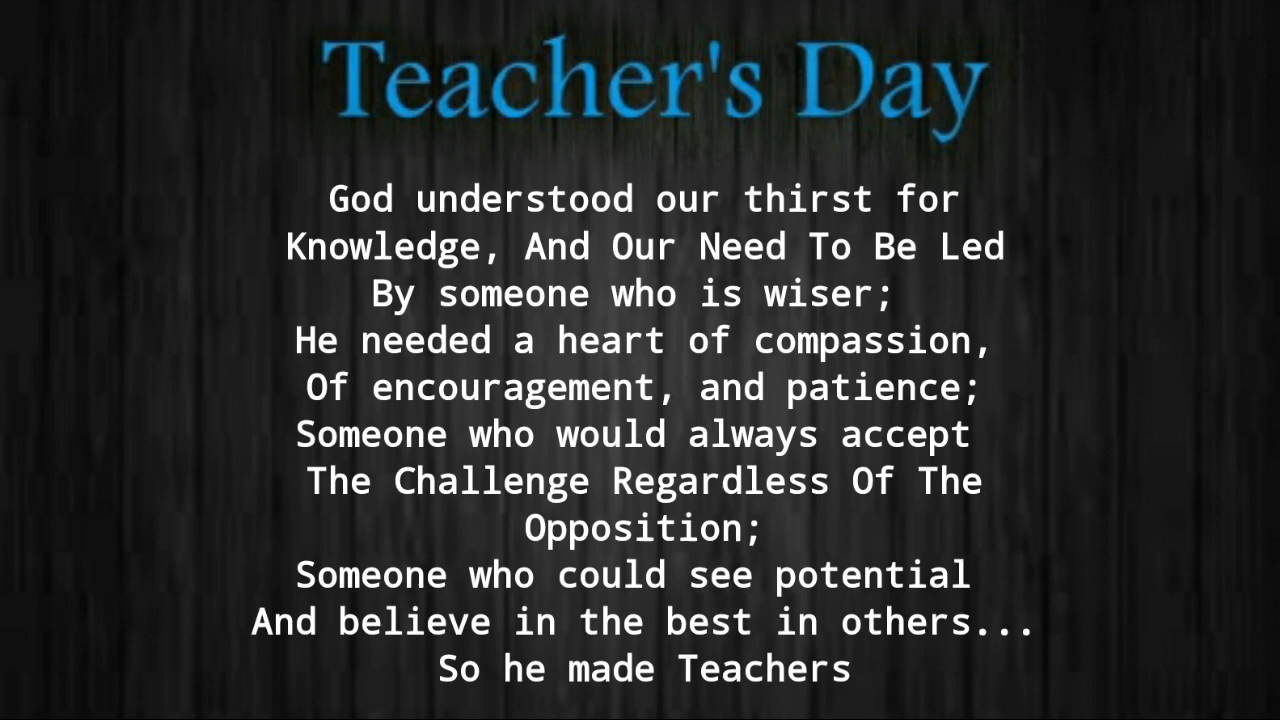 Teacher's Day
God understood our thirst for
Knowledge, And Our Need To Be Led
By someone who is wiser;
He needed a heart of compassion,
Of encouragement, and patience;
Someone who would always accept
The Challenge Regardless Of The
Opposition;
Someone who could see potential
And believe in the best in others...
So he made Teachers